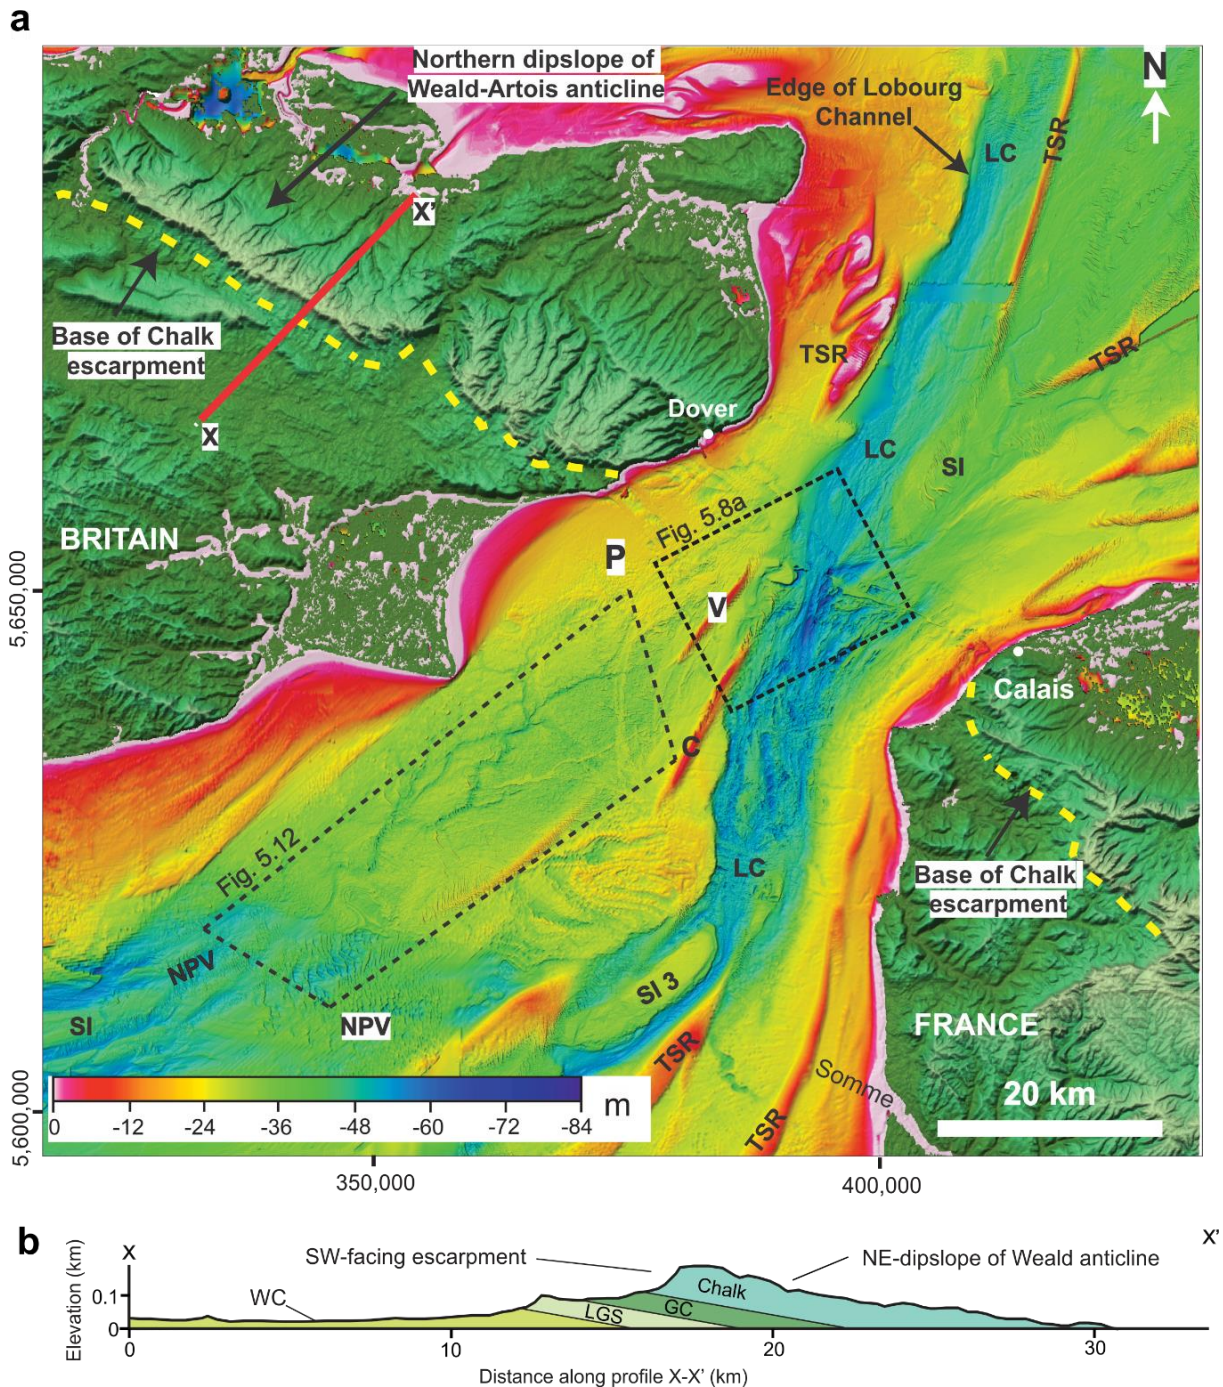 a
Northern dipslope of
Weald-Artois anticline
Edge of Lobourg
Channel
N
LC
TSR
X'
Base of Chalk
escarpment
X
TSR
TSR
Dover
LC
SI
BRITAIN
Fig. 5.8a
P
V
5,650,000
Calais
C
Fig. 5.12
LC
Base of Chalk
escarpment
NPV
SI 3
SI
NPV
FRANCE
TSR
Somme
20 km
TSR
0 -12 -24 -36 -48 -60 -72 -84 m
5,600,000
350,000 400,000
b
X X'
SW-facing escarpment
NE-dipslope of Weald anticline
Elevation (km)
0.1
0
WC
LGS
GC
Chalk
0 10 20 30
Distance along profile X-X' (km)